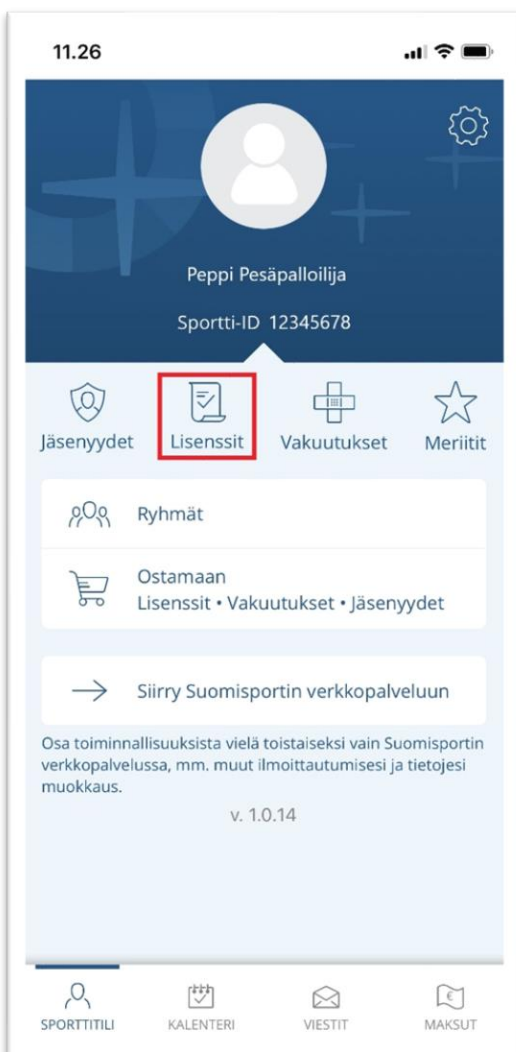 11.26
Peppi Pesäpalloilija
Sportti-ID 12345678
Jäsenyydet Lisenssit Vakuutukset Meriitit
Ryhmät
Ostamaan
Lisenssit • Vakuutukset • Jäsenyydet
Siirry Suomisportin verkkopalveluun
Osa toiminnallisuuksista vielä toistaiseksi vain Suomisportin
verkkopalvelussa, mm. muut ilmoittautumisesi ja tietojesi
muokkaus.
v. 1.0.14
SPORTTITILI KALENTERI VIESTIT MAKSUT